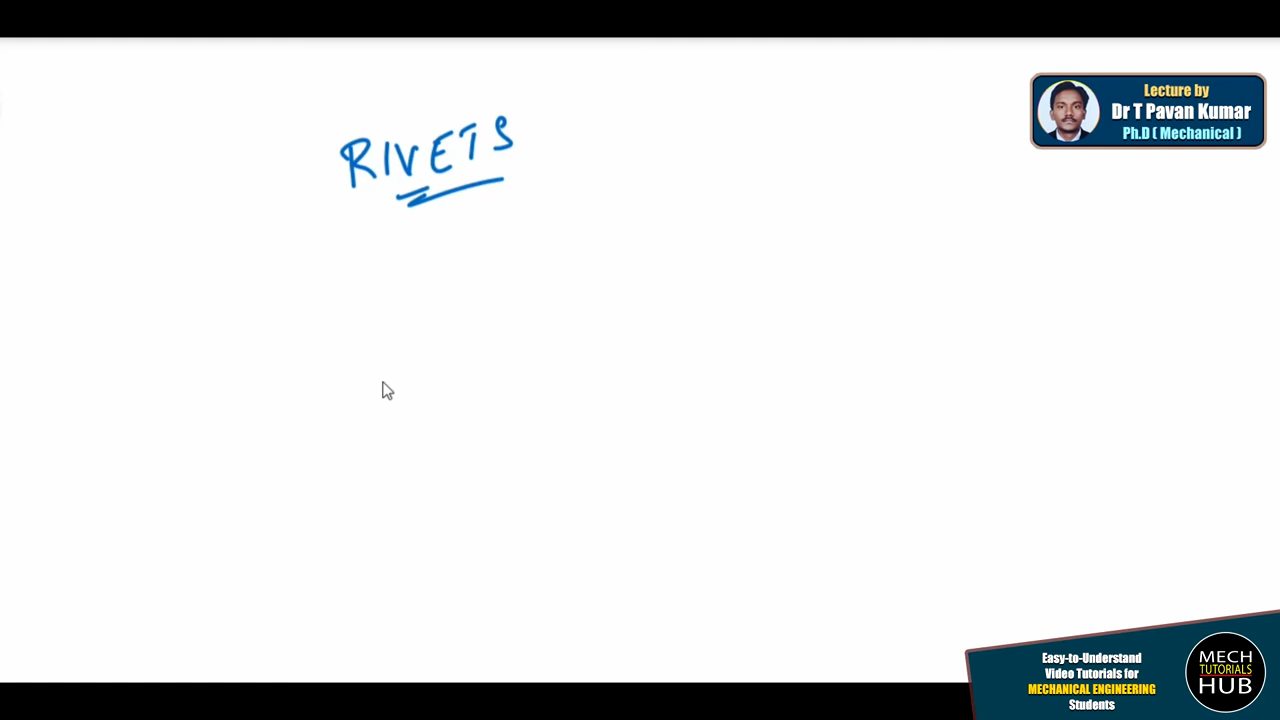 RIVETS
Lecture by
Dr T Pavan Kumar
Ph.D ( Mechanical )
Easy-to-Understand
Video Tutorials for
MECHANICAL ENGINEERING
Students
MECH
TUTORIALS
HUB